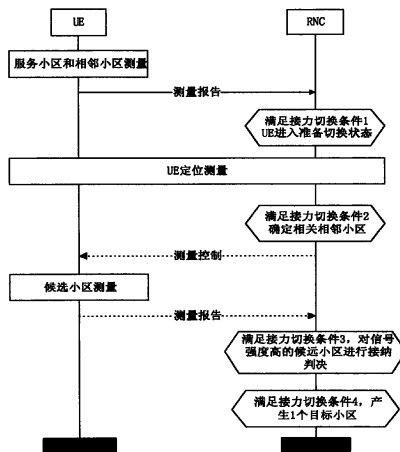 UE
RNC
服务小区和相邻小区测量
测量报告
满足接力切换条件1
UE进入准备切换状态
UE定位测量
满足接力切换条件2
确定相关相邻小区
测量控制
候选小区测量
测量报告
满足接力切换条件3，对信号
强度高的候远小区进行接纳
判决
满足接力切换条件4，产
生1个目标小区